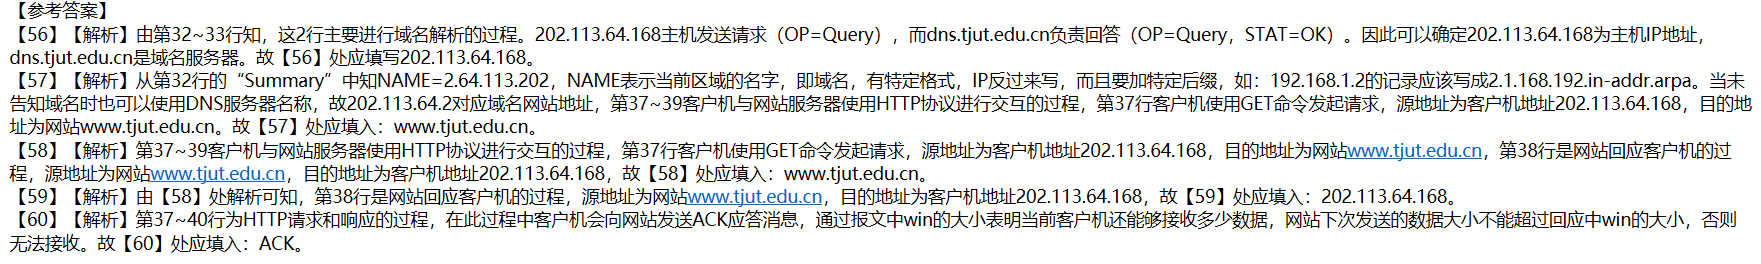 【参考答案】
【56】【解析】由第32~33行知，这2行主要进行域名解析的过程。202.113.64.168主机发送请求（OP=Query），而dns.tjut.edu.cn负责回答（OP=Query，STAT=OK）。因此可以确定202.113.64.168为主机IP地址，
dns.tjut.edu.cn是域名服务器。故【56】处应填写202.113.64.168。
【57】【解析】从第32行的“Summary”中知NAME=2.64.113.202，NAME表示当前区域的名字，即域名，有特定格式，IP反过来写，而且要加特定后缀，如：192.168.1.2的记录应该写成2.1.168.192.in-addr.arpa。当未
告知域名时也可以使用DNS服务器名称，故202.113.64.2对应域名网站地址，第37~39客户机与网站服务器使用HTTP协议进行交互的过程，第37行客户机使用GET命令发起请求，源地址为客户机地址202.113.64.168，目的地
址为网站www.tjut.edu.cn。故【57】处应填入：www.tjut.edu.cn。
【58】【解析】第37~39客户机与网站服务器使用HTTP协议进行交互的过程，第37行客户机使用GET命令发起请求，源地址为客户机地址202.113.64.168，目的地址为网站www.tjut.edu.cn，第38行是网站回应客户机的过
程，源地址为网站www.tjut.edu.cn，目的地址为客户机地址202.113.64.168，故【58】处应填入：www.tjut.edu.cn。
【59】【解析】由【58】处解析可知，第38行是网站回应客户机的过程，源地址为网站www.tjut.edu.cn，目的地址为客户机地址202.113.64.168，故【59】处应填入：202.113.64.168。
【60】【解析】第37~40行为HTTP请求和响应的过程，在此过程中客户机会向网站发送ACK应答消息，通过报文中win的大小表明当前客户机还能够接收多少数据，网站下次发送的数据大小不能超过回应中win的大小，否则
无法接收。故【60】处应填入：ACK。